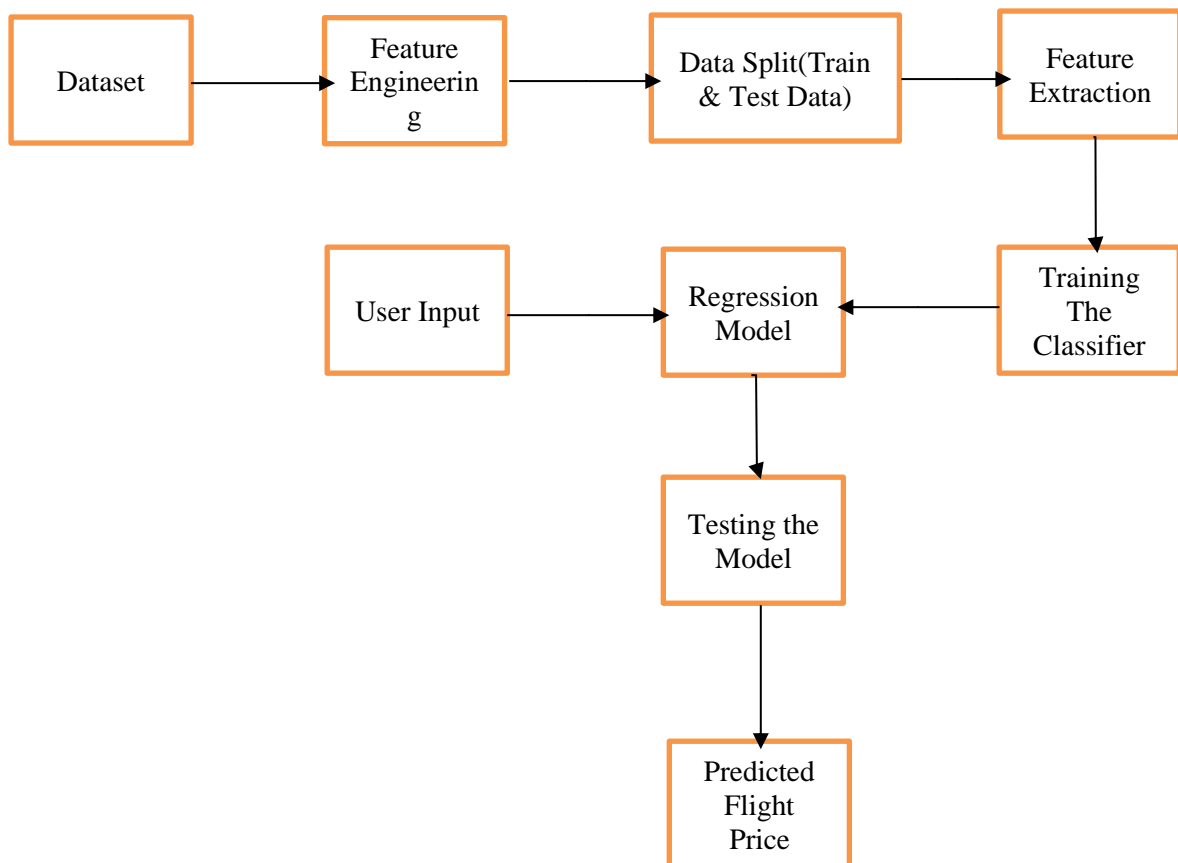 Dataset
Feature
Engineerin
g
Data Split(Train
& Test Data)
Feature
Extraction
User Input
Regression
Model
Training
The
Classifier
Testing the
Model
Predicted
Flight
Price